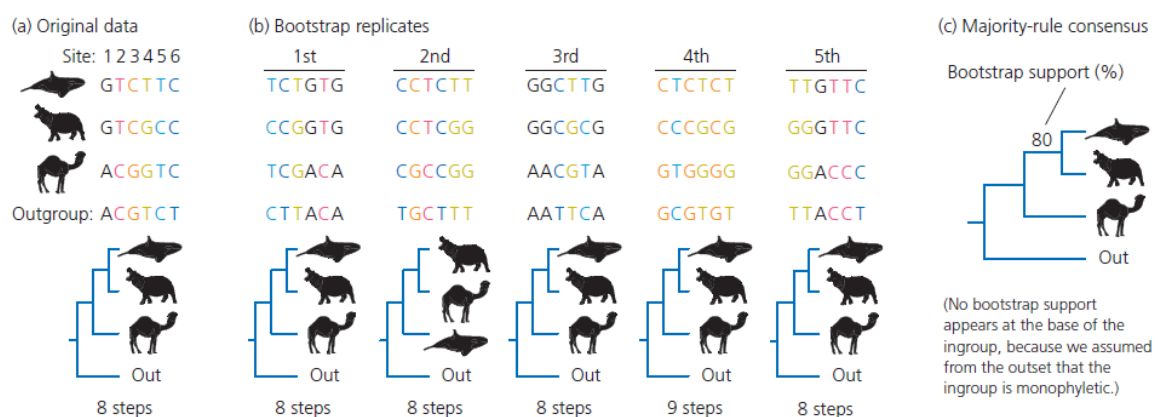 (a) Original data
Site: 1 2 3 4 5 6
GTCTTC
GTCGCC
ACGGTC
Outgroup: ACGTCT
Out
8 steps
(b) Bootstrap replicates
1st 2nd 3rd 4th 5th
TCTGTG CCTCTT GGCTTG CTCTCT TTGTTC
CCGGTG CCTCGG GGCGCG CCCGCG GGGTTC
TCGACA CGCCGG AACGTA GTGGGG GGACCC
CTTACA TGCTTT AATTCA GCGTGT TTACCT
Out Out Out Out Out
8 steps 8 steps 8 steps 9 steps 8 steps
(c) Majority-rule consensus
Bootstrap support (%)
80
Out
(No bootstrap support
appears at the base of the
ingroup, because we assumed
from the outset that the
ingroup is monophyletic.)